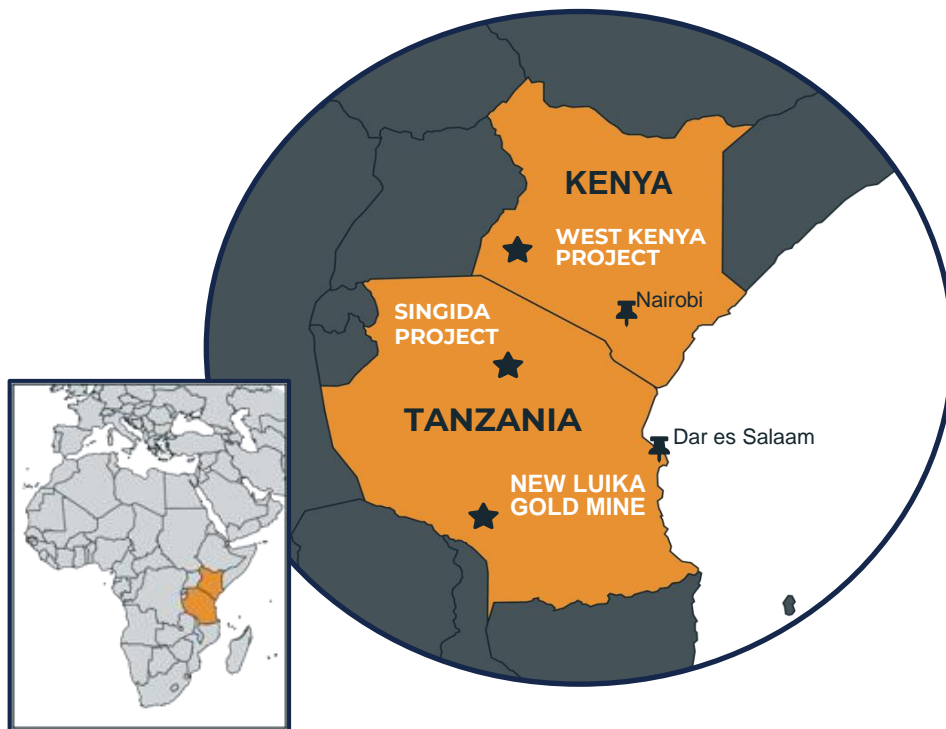 KENYA
WEST KENYA
PROJECT
Nairobi
SINGIDA
PROJECT
TANZANIA
Dar es Salaam
NEW LUIKA
GOLD MINE